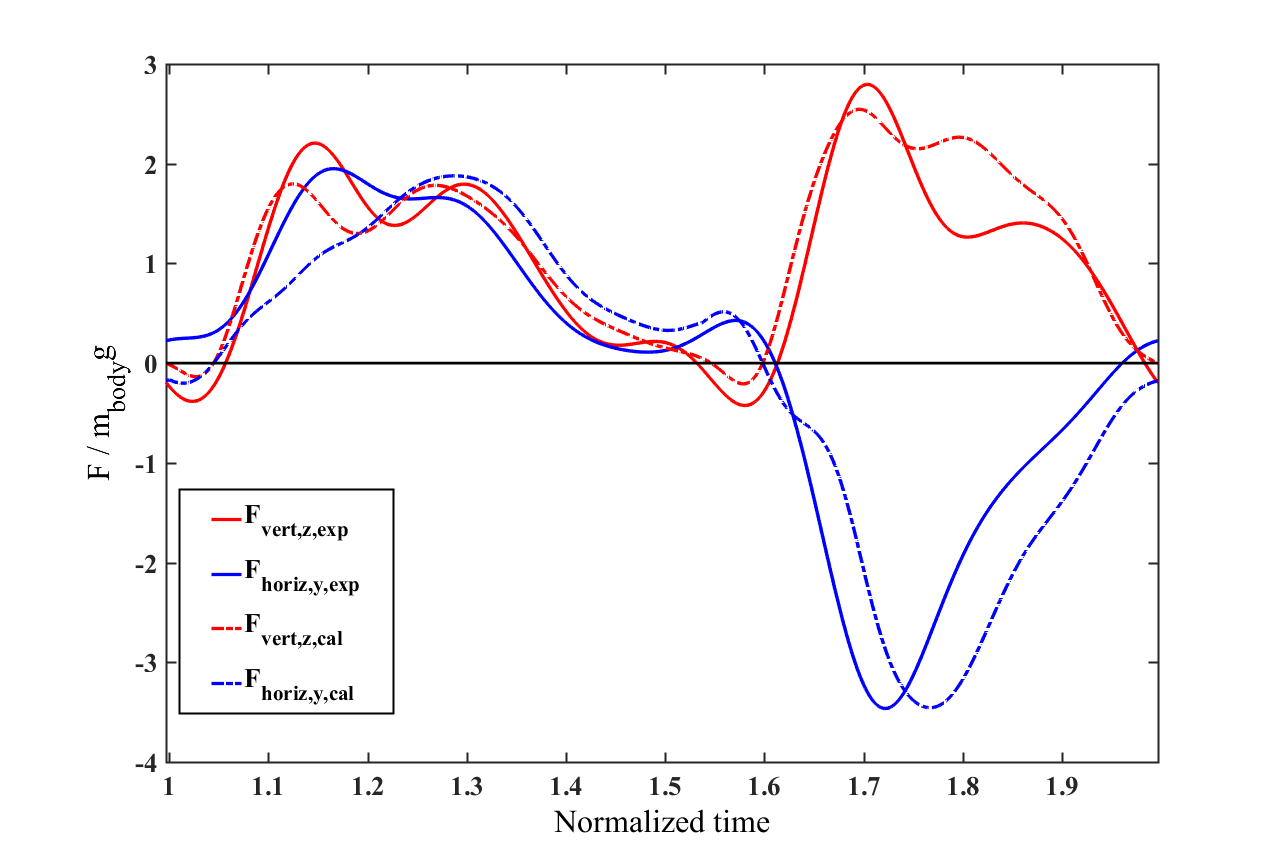 3
2
1
0
-1
-2
-3
-4
F / m_body g
F_vert,z,exp
F_horiz,y,exp
F_vert,z,cal
F_horiz,y,cal
1 1.1 1.2 1.3 1.4 1.5 1.6 1.7 1.8 1.9
Normalized time